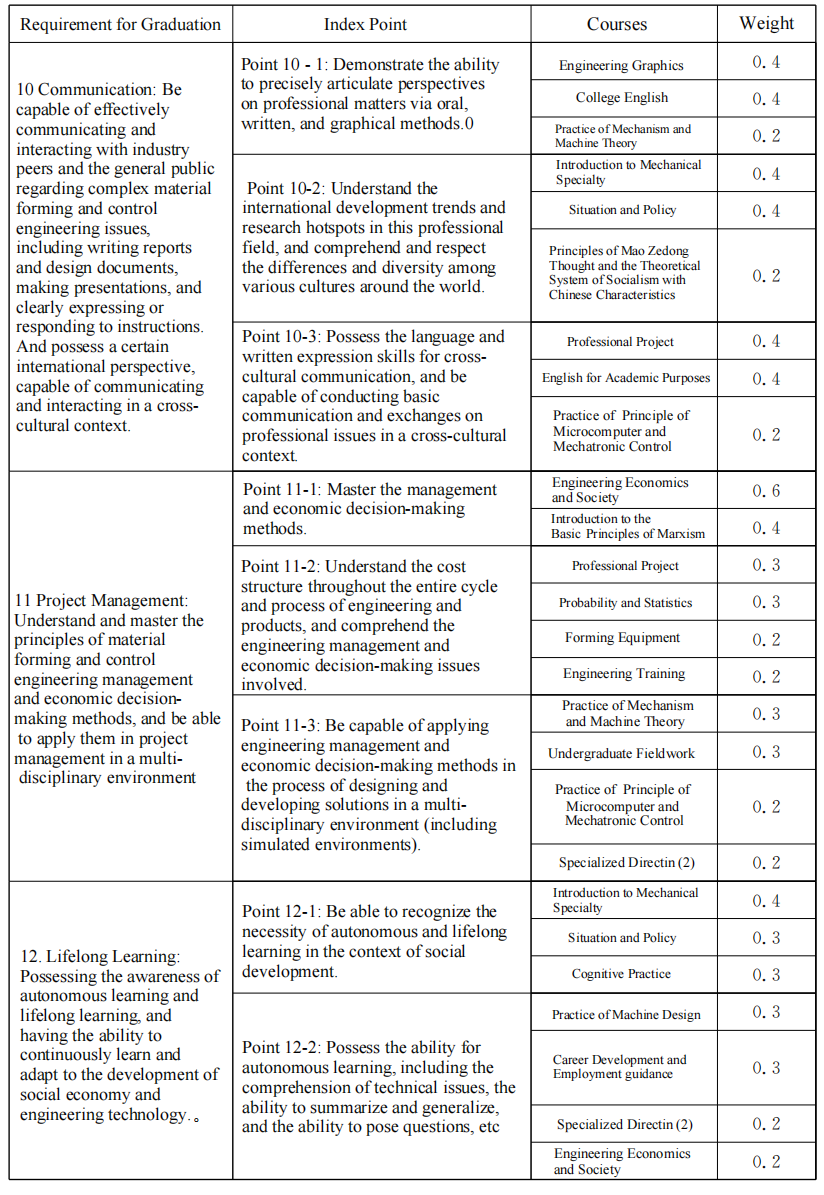 Requirement for Graduation
Index Point
Courses
Weight
10 Communication: Be
capable of effectively
communicating and
interacting with industry
peers and the general public
regarding complex material
forming and control
engineering issues,
including writing reports
and design documents,
making presentations, and
clearly expressing or
responding to instructions.
And possess a certain
international perspective,
capable of communicating
and interacting in a cross-
cultural context.
Point 10 - 1: Demonstrate the ability
to precisely articulate perspectives
on professional matters via oral,
written, and graphical methods.0
Engineering Graphics
0.4
College English
0.4
Practice of Mechanism and
Machine Theory
0.2
Point 10-2: Understand the
international development trends and
research hotspots in this professional
field, and comprehend and respect
the differences and diversity among
various cultures around the world.
Introduction to Mechanical
Specialty
0.4
Situation and Policy
0.4
Principles of Mao Zedong
Thought and the Theoretical
System of Socialism with
Chinese Characteristics
0.2
Point 10-3: Possess the language and
written expression skills for cross-
cultural communication, and be
capable of conducting basic
communication and exchanges on
professional issues in a cross-cultural
context.
Professional Project
0.4
English for Academic Purposes
0.4
Practice of Principle of
Microcomputer and
Mechatronic Control
0.2
11 Project Management:
Understand and master the
principles of material
forming and control
engineering management
and economic decision-
making methods, and be able
to apply them in project
management in a multi-
disciplinary environment
Point 11-1: Master the management
and economic decision-making
methods.
Engineering Economics
and Society
0.6
Introduction to the
Basic Principles of Marxism
0.4
Point 11-2: Understand the cost
structure throughout the entire cycle
and process of engineering and
products, and comprehend the
engineering management and
economic decision-making issues
involved.
Professional Project
0.3
Probability and Statistics
0.3
Forming Equipment
0.2
Engineering Training
0.2
Point 11-3: Be capable of applying
engineering management and
economic decision-making methods in
the process of designing and
developing solutions in a multi-
disciplinary environment (including
simulated environments).
Practice of Mechanism
and Machine Theory
0.3
Undergraduate Fieldwork
0.3
Practice of Principle of
Microcomputer and
Mechatronic Control
0.2
Specialized Directin (2)
0.2
12. Lifelong Learning:
Possessing the awareness of
autonomous learning and
lifelong learning, and
having the ability to
continuously learn and
adapt to the development of
social economy and
engineering technology.。
Point 12-1: Be able to recognize the
necessity of autonomous and lifelong
learning in the context of social
development.
Introduction to Mechanical
Specialty
0.4
Situation and Policy
0.3
Cognitive Practice
0.3
Point 12-2: Possess the ability for
autonomous learning, including the
comprehension of technical issues, the
ability to summarize and generalize,
and the ability to pose questions, etc
Practice of Machine Design
0.3
Career Development and
Employment guidance
0.3
Specialized Directin (2)
0.2
Engineering Economics
and Society
0.2